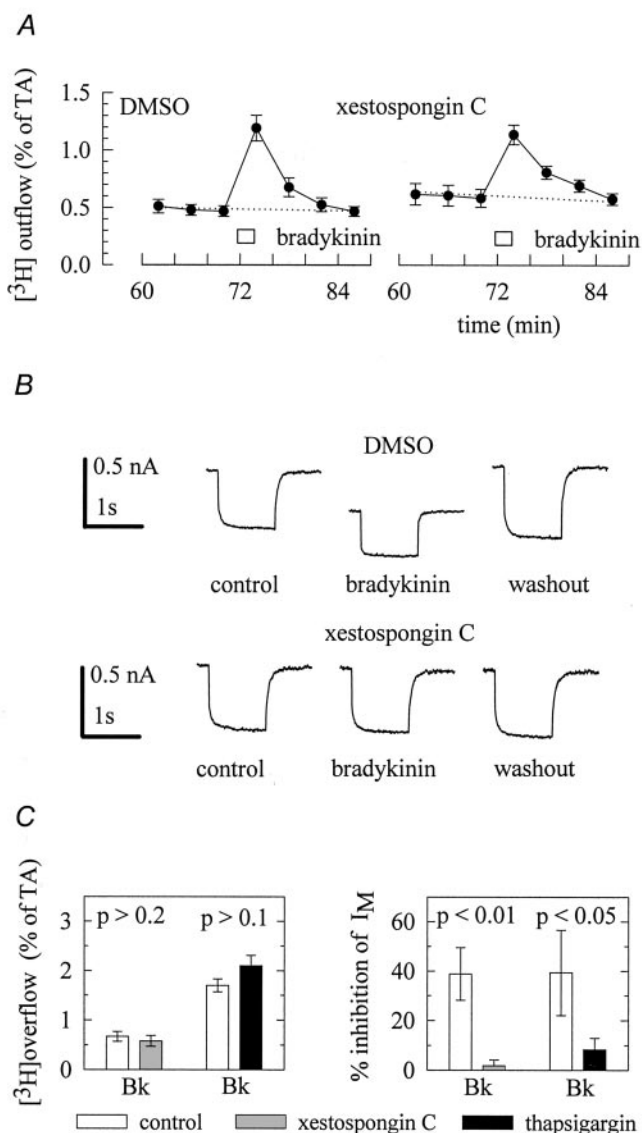 A
[³H] outflow (% of TA)
1.5
1.0
0.5
0.0
DMSO
xestospongin C
bradykinin
bradykinin
60 72 84 60 72 84
time (min)
B
DMSO
0.5 nA
1s
control bradykinin washout
xestospongin C
0.5 nA
1s
control bradykinin washout
C
[³H]overflow (% of TA)
3
2
1
0
p > 0.2 p > 0.1
Bk Bk
% inhibition of I_M
60
40
20
0
p < 0.01 p < 0.05
Bk Bk
control xestospongin C thapsigargin